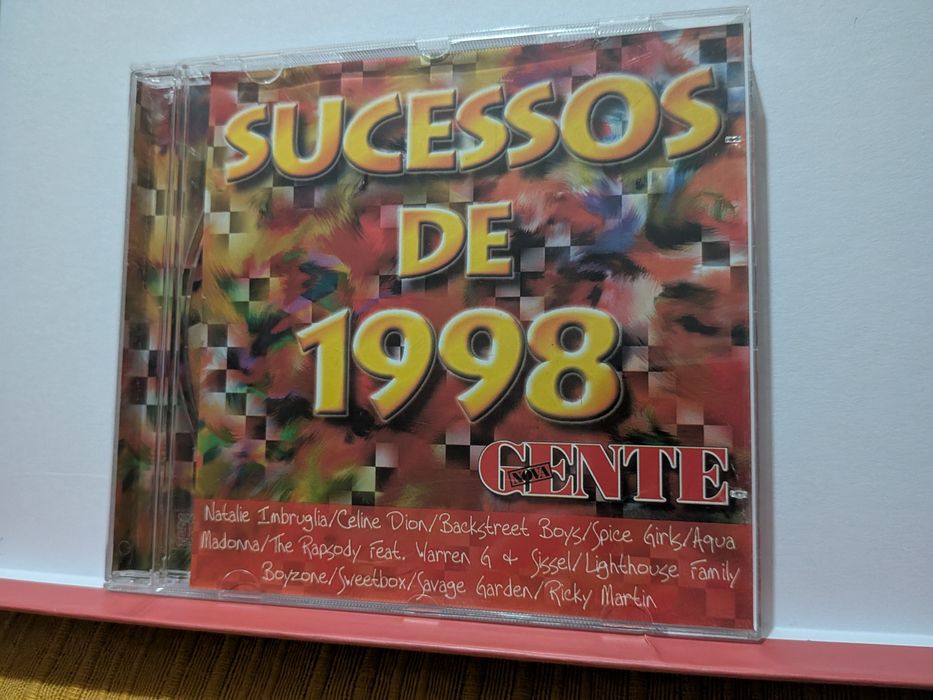 SUCESSOS
DE
1998
NOVA
GENTE
Natalie Imbruglia/Celine Dion/Backstreet Boys/Spice Girls/Aqua
Madonna/The Rapsody Feat. Warren G & Sissel/Lighthouse Family
Boyzone/Sweetbox/Savage Garden/Ricky Martin